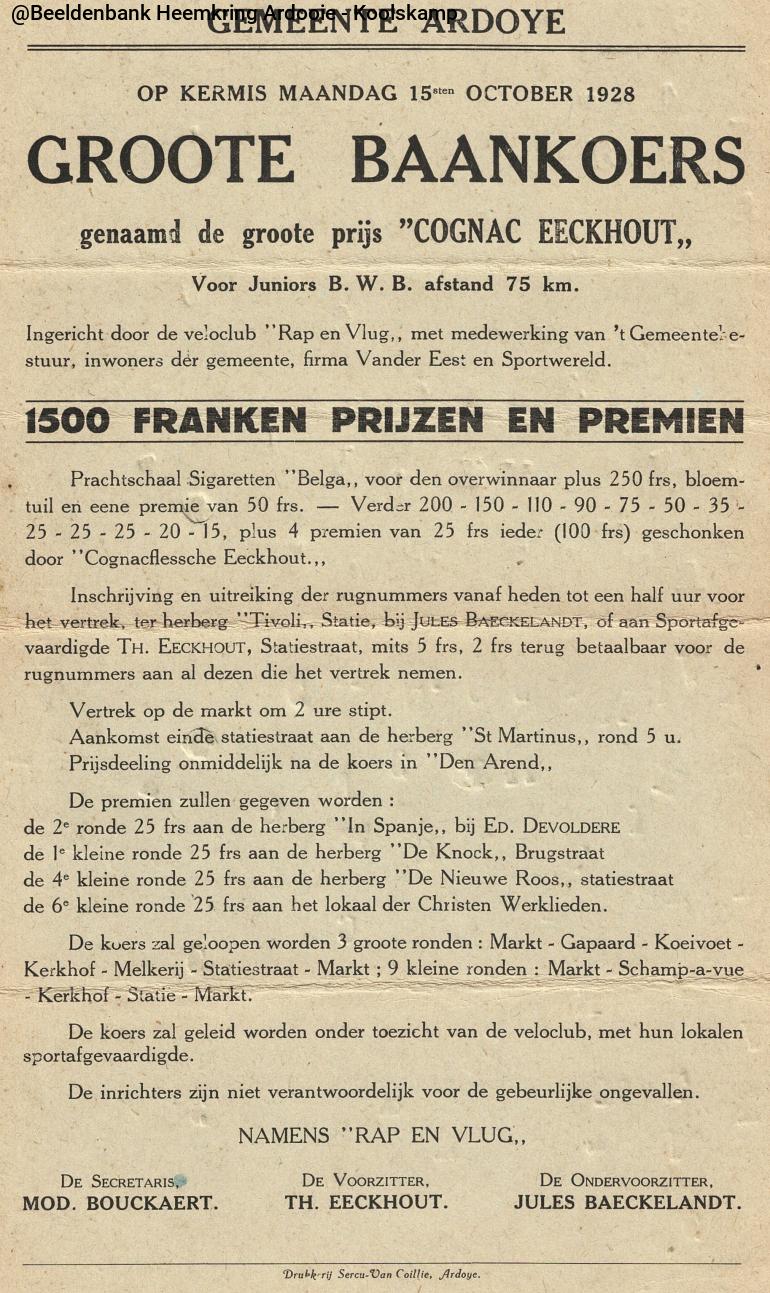 @Beeldenbank Heemkring Ardooie - Koolskamp
GEMEENTE ARDOYE
OP KERMIS MAANDAG 15sten OCTOBER 1928
GROOTE BAANKOERS
genaamd de groote prijs "COGNAC EECKHOUT„
Voor Juniors B. W. B. afstand 75 km.
Ingericht door de veloclub "Rap en Vlug„ met medewerking van 't Gemeentebe-
stuur, inwoners der gemeente, firma Vander Eest en Sportwereld.
1500 FRANKEN PRIJZEN EN PREMIEN
Prachtschaal Sigaretten "Belga„ voor den overwinnaar plus 250 frs, bloem-
tuil en eene premie van 50 frs. — Verder 200 - 150 - 110 - 90 - 75 - 50 - 35 -
25 - 25 - 25 - 20 - 15, plus 4 premien van 25 frs ieder (100 frs) geschonken
door "Cognacflessche Eeckhout.„
Inschrijving en uitreiking der rugnummers vanaf heden tot een half uur voor
het vertrek, ter herberg "Tivoli„ Statie, bij JULES BAECKELANDT, of aan Sportafge-
vaardigde TH. EECKHOUT, Statiestraat, mits 5 frs, 2 frs terug betaalbaar voor de
rugnummers aan al dezen die het vertrek nemen.
Vertrek op de markt om 2 ure stipt.
Aankomst einde statiestraat aan de herberg "St Martinus„ rond 5 u.
Prijsdeeling onmiddelijk na de koers in "Den Arend„
De premien zullen gegeven worden :
de 2e ronde 25 frs aan de herberg "In Spanje„ bij ED. DEVOLDERE
de 1e kleine ronde 25 frs aan de herberg "De Knock„ Brugstraat
de 4e kleine ronde 25 frs aan de herberg "De Nieuwe Roos„ statiestraat
de 6e kleine ronde 25 frs aan het lokaal der Christen Werklieden.
De koers zal geloopen worden 3 groote ronden : Markt - Gapaard - Koeivoet -
Kerkhof - Melkerij - Statiestraat - Markt ; 9 kleine ronden : Markt - Schamp-a-vue
- Kerkhof - Statie - Markt.
De koers zal geleid worden onder toezicht van de veloclub, met hun lokalen
sportafgevaardigde.
De inrichters zijn niet verantwoordelijk voor de gebeurlijke ongevallen.
NAMENS "RAP EN VLUG„
DE SECRETARIS, DE VOORZITTER, DE ONDERVOORZITTER,
MOD. BOUCKAERT. TH. EECKHOUT. JULES BAECKELANDT.
Drukkerij Sercu-Van Coillie, Ardoye.